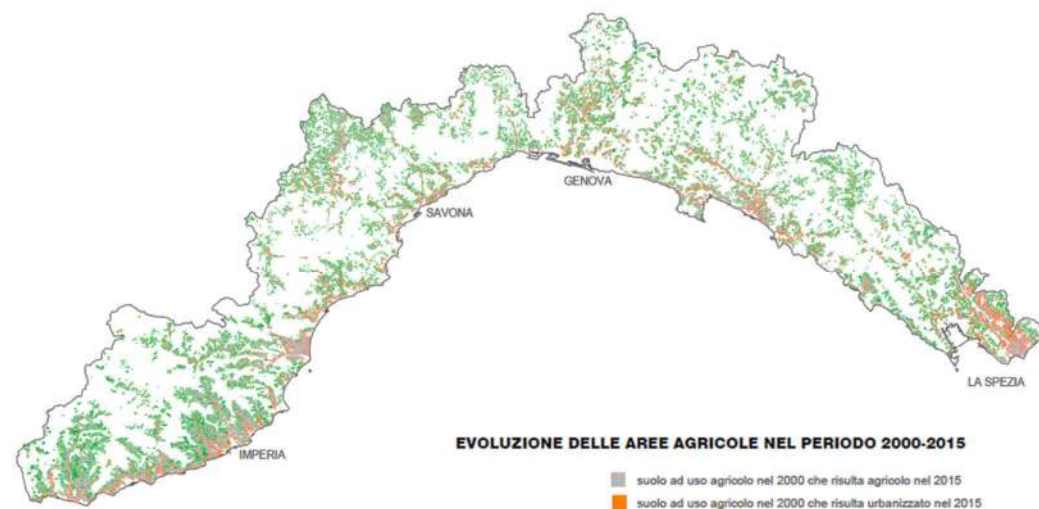 GENOVA
SAVONA
LA SPEZIA
IMPERIA
EVOLUZIONE DELLE AREE AGRICOLE NEL PERIODO 2000-2015
suolo ad uso agricolo nel 2000 che risulta agricolo nel 2015
suolo ad uso agricolo nel 2000 che risulta urbanizzato nel 2015